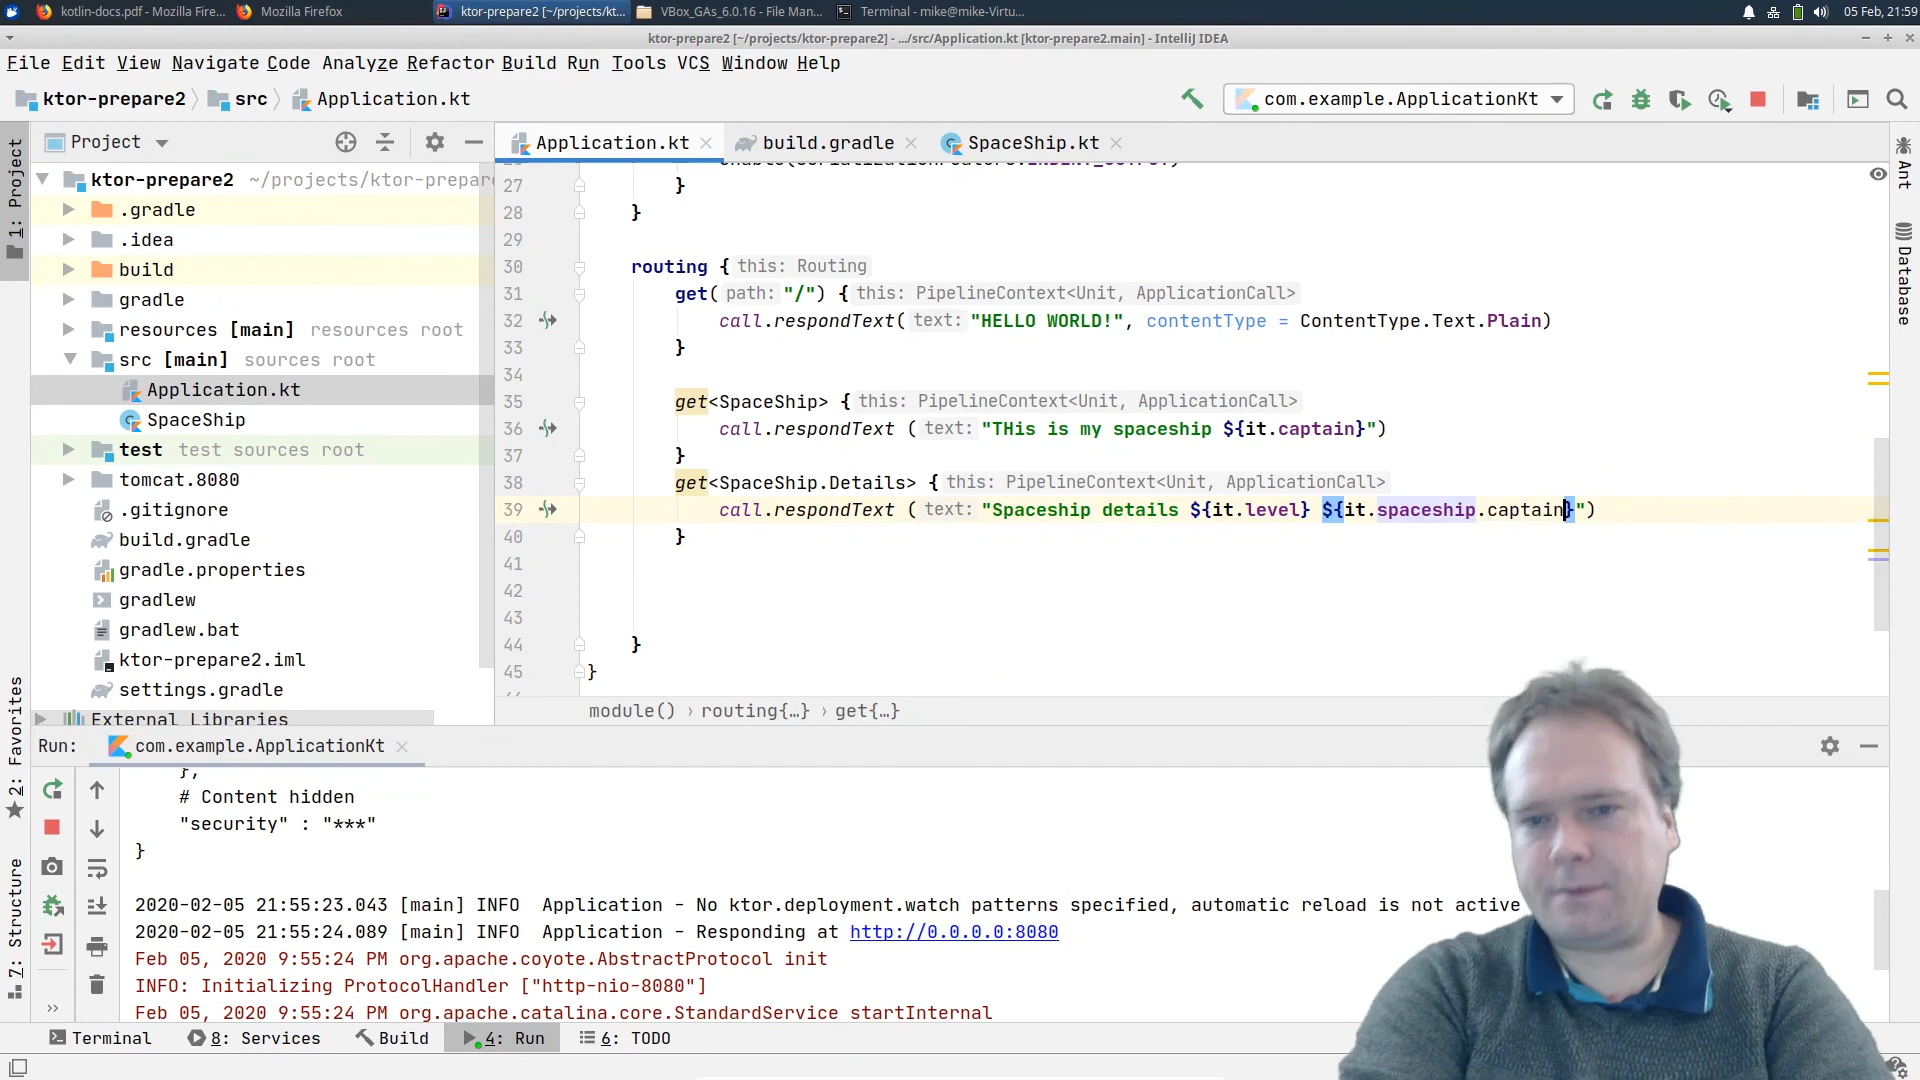 kotlin-docs.pdf - Mozilla Fire...
Mozilla Firefox
ktor-prepare2 [~/projects/kt...
VBox_GAs_6.0.16 - File Man...
Terminal - mike@mike-Virtu...
05 Feb, 21:59
ktor-prepare2 [~/projects/ktor-prepare2] - .../src/Application.kt [ktor-prepare2.main] - IntelliJ IDEA
File Edit View Navigate Code Analyze Refactor Build Run Tools VCS Window Help
ktor-prepare2 src Application.kt
com.example.ApplicationKt
Project
Application.kt
build.gradle
SpaceShip.kt
1: Project
2: Favorites
7: Structure
Ant
Database
ktor-prepare2 ~/projects/ktor-prepare
.gradle
.idea
build
gradle
resources [main] resources root
src [main] sources root
Application.kt
SpaceShip
test test sources root
tomcat.8080
.gitignore
build.gradle
gradle.properties
gradlew
gradlew.bat
ktor-prepare2.iml
settings.gradle
External Libraries
27 }
28 }
29
30 routing { this: Routing
31 get( path: "/") { this: PipelineContext<Unit, ApplicationCall>
32 call.respondText( text: "HELLO WORLD!", contentType = ContentType.Text.Plain)
33 }
34
35 get<SpaceShip> { this: PipelineContext<Unit, ApplicationCall>
36 call.respondText ( text: "THis is my spaceship ${it.captain}")
37 }
38 get<SpaceShip.Details> { this: PipelineContext<Unit, ApplicationCall>
39 call.respondText ( text: "Spaceship details ${it.level} ${it.spaceship.captain}")
40 }
41
42
43
44 }
45 }
module() › routing{…} › get{…}
Run: com.example.ApplicationKt
},
# Content hidden
"security" : "***"
}
2020-02-05 21:55:23.043 [main] INFO  Application - No ktor.deployment.watch patterns specified, automatic reload is not active
2020-02-05 21:55:24.089 [main] INFO  Application - Responding at http://0.0.0.0:8080
Feb 05, 2020 9:55:24 PM org.apache.coyote.AbstractProtocol init
INFO: Initializing ProtocolHandler ["http-nio-8080"]
Feb 05, 2020 9:55:24 PM org.apache.catalina.core.StandardService startInternal
Terminal 8: Services Build 4: Run 6: TODO